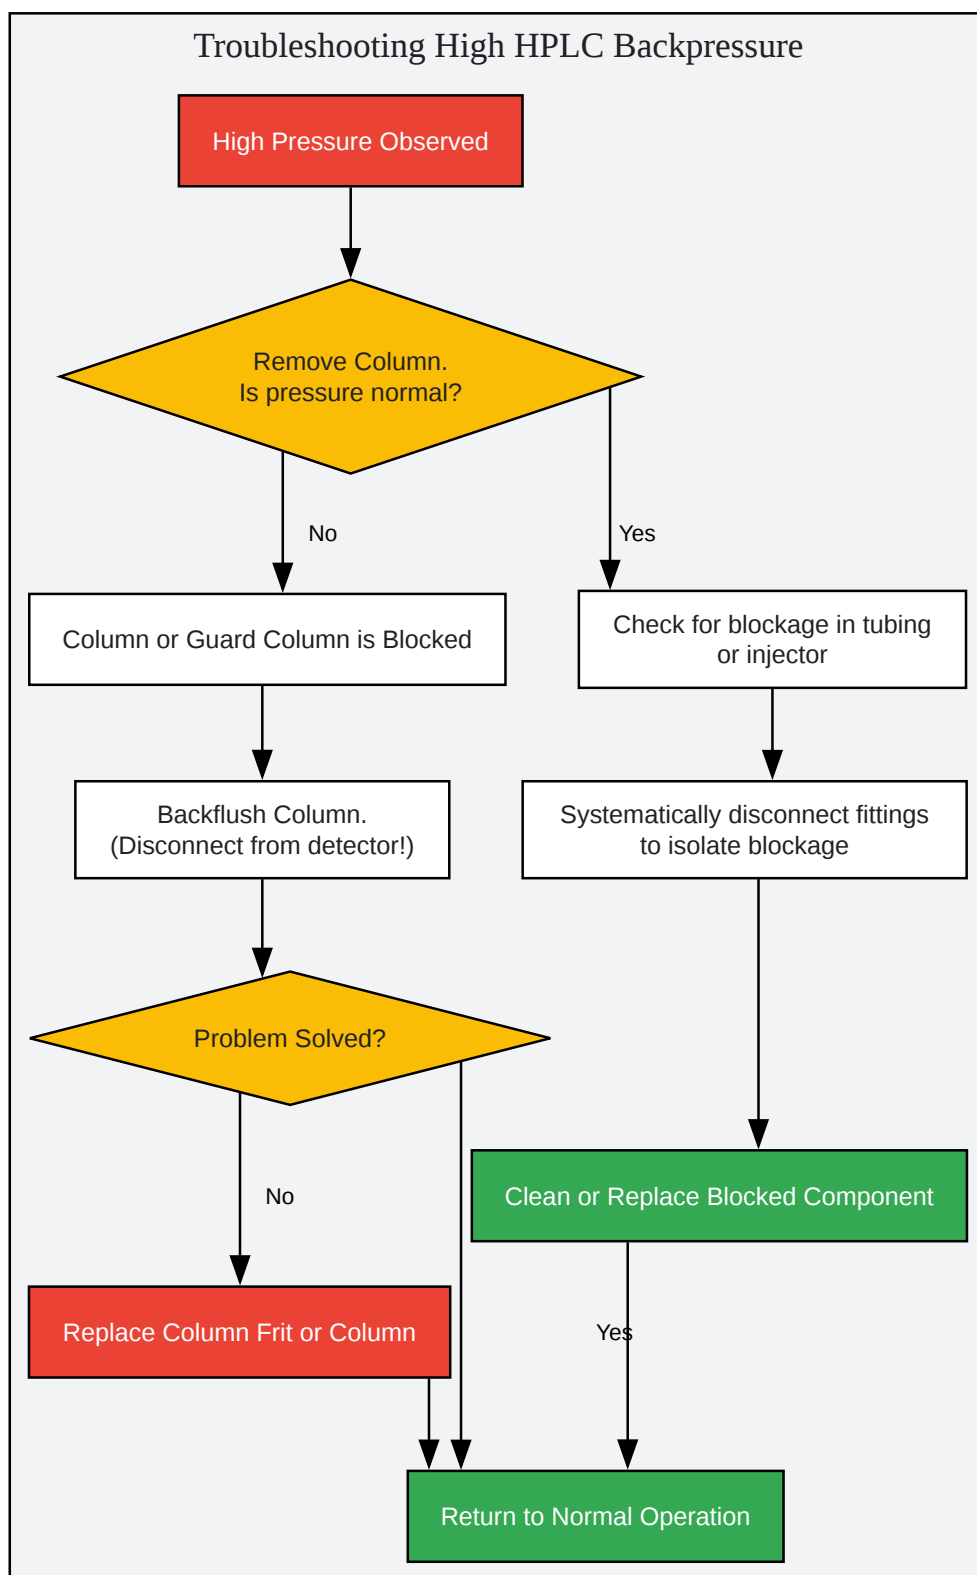 Troubleshooting High HPLC Backpressure
High Pressure Observed
Remove Column.
Is pressure normal?
No
Yes
Column or Guard Column is Blocked
Check for blockage in tubing
or injector
Backflush Column.
(Disconnect from detector!)
Systematically disconnect fittings
to isolate blockage
Problem Solved?
No
Clean or Replace Blocked Component
Replace Column Frit or Column
Yes
Return to Normal Operation